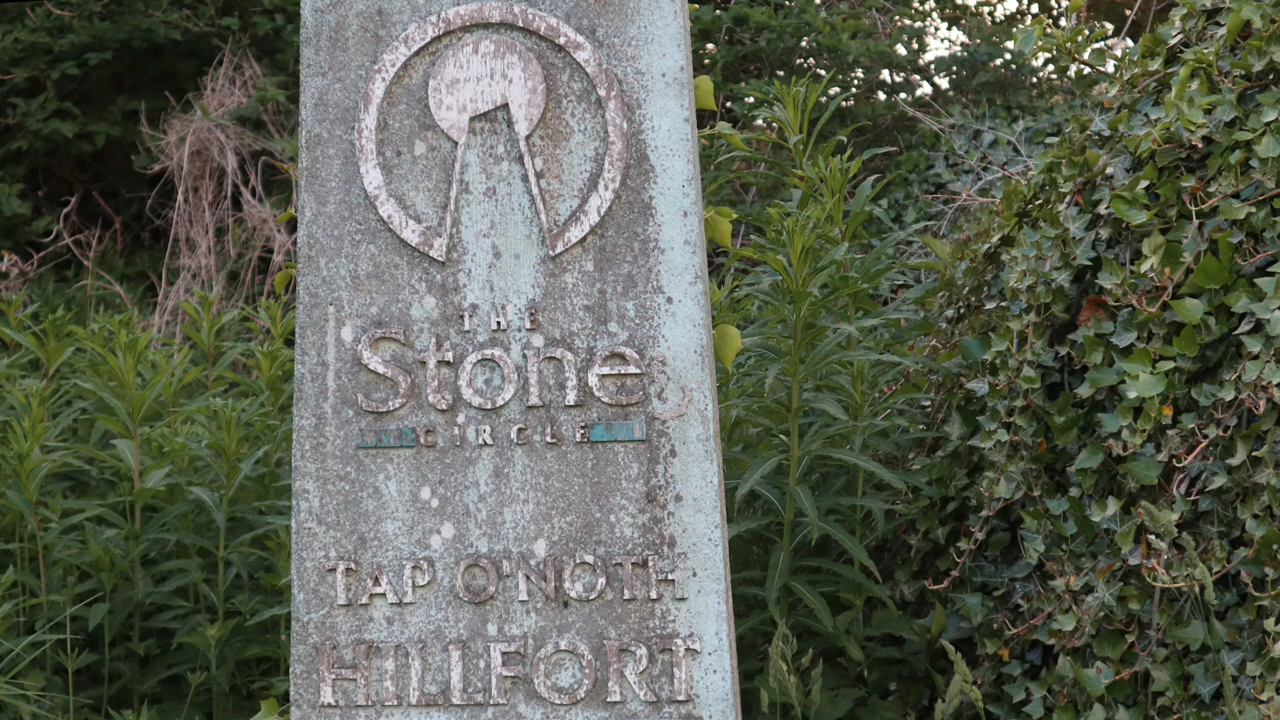 THE
Stone
CIRCLE
TAP O'NOTH
HILLFORT